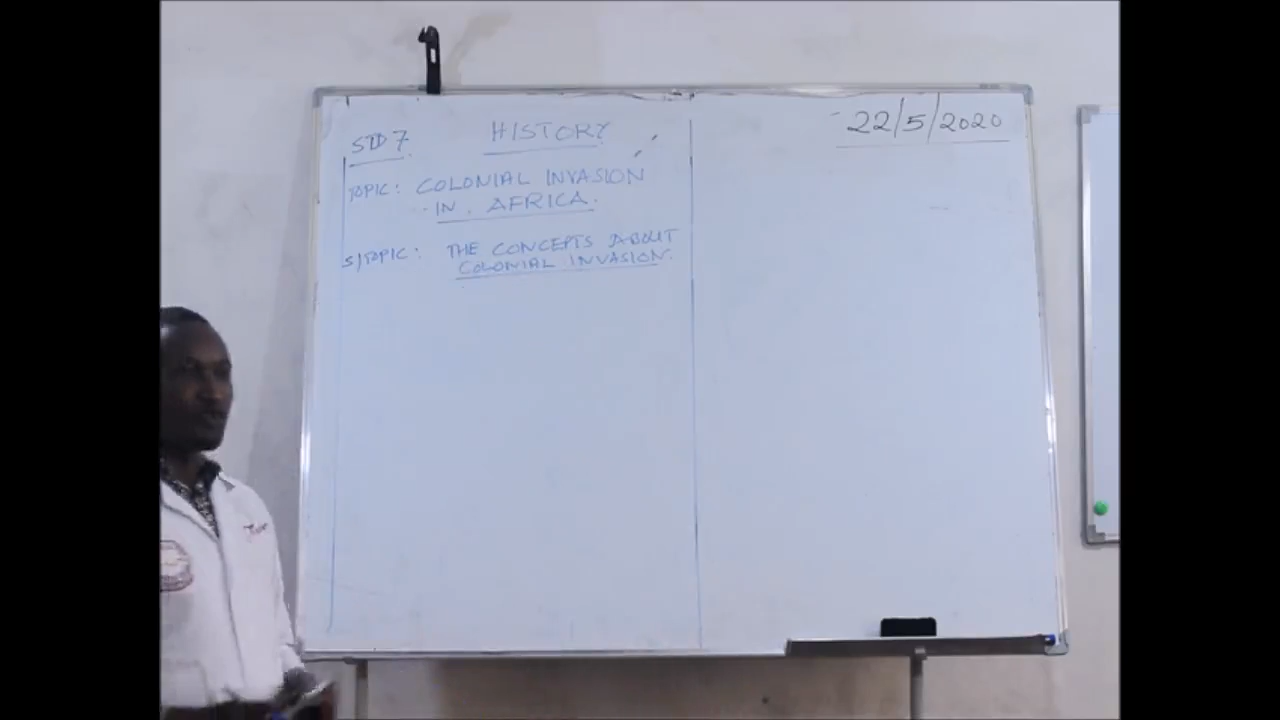 STD 7
HISTORY
22/5/2020
TOPIC: COLONIAL INVASION
IN AFRICA.
S/TOPIC: THE CONCEPTS ABOUT
COLONIAL INVASION.